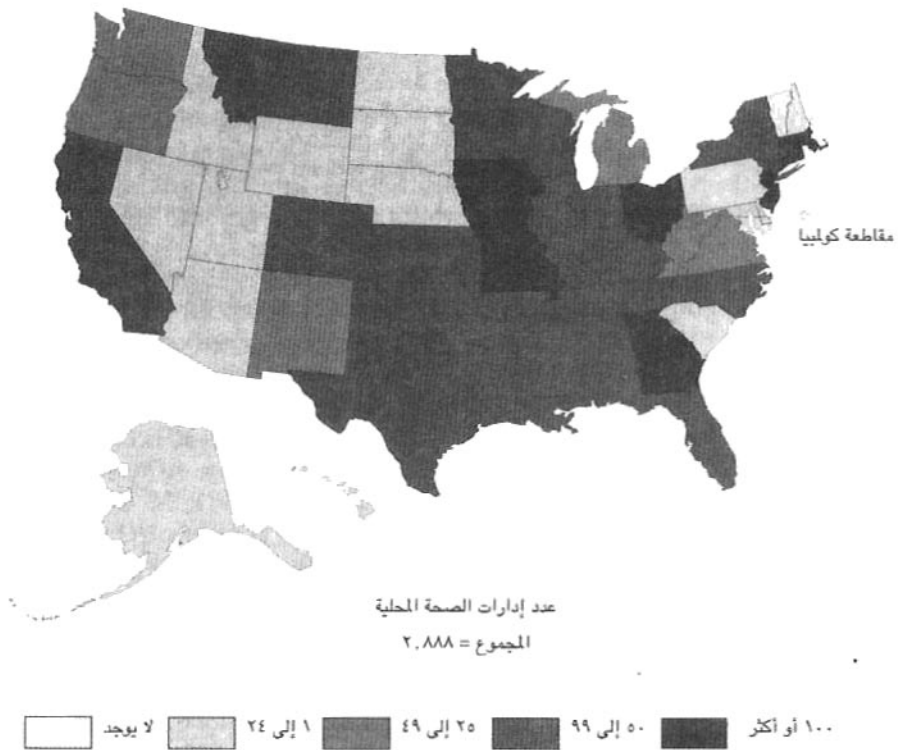 مقاطعة كولمبيا
عدد إدارات الصحة المحلية
المجموع = ٢,٨٨٨
١٠٠ أو أكثر ٥٠ إلى ٩٩ ٢٥ إلى ٤٩ ١ إلى ٢٤ لا يوجد